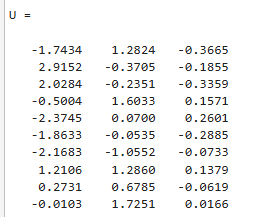 U =
-1.7434 1.2824 -0.3665
2.9152 -0.3705 -0.1855
2.0284 -0.2351 -0.3359
-0.5004 1.6033 0.1571
-2.3745 0.0700 0.2601
-1.8633 -0.0535 -0.2885
-2.1683 -1.0552 -0.0733
1.2106 1.2860 0.1379
0.2731 0.6785 -0.0619
-0.0103 1.7251 0.0166